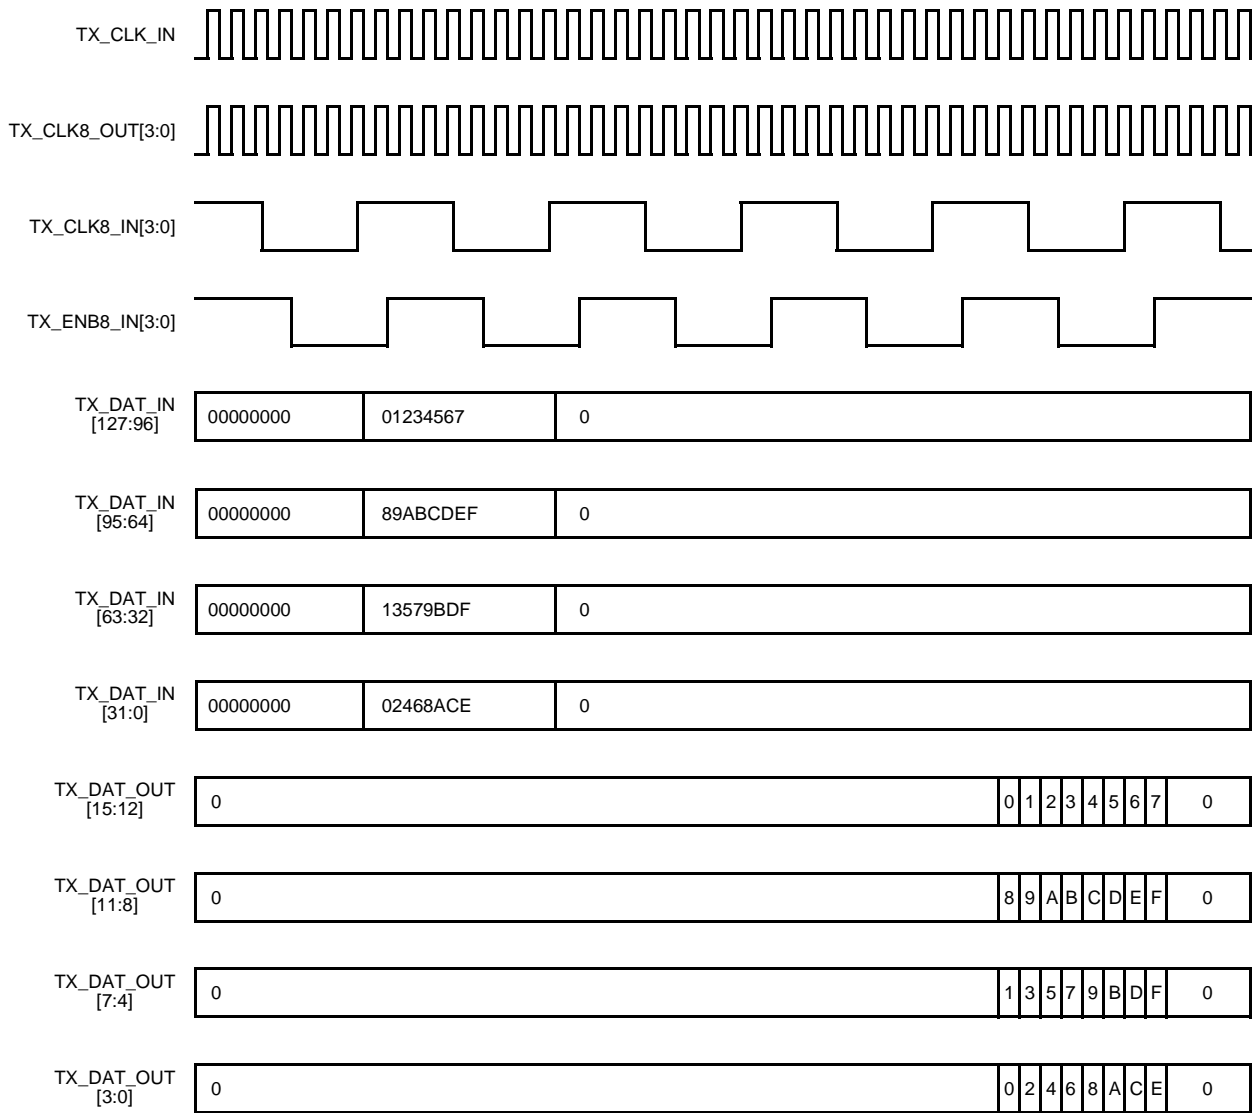 TX_CLK_IN
TX_CLK8_OUT[3:0]
TX_CLK8_IN[3:0]
TX_ENB8_IN[3:0]
TX_DAT_IN
[127:96]
00000000 01234567 0
TX_DAT_IN
[95:64]
00000000 89ABCDEF 0
TX_DAT_IN
[63:32]
00000000 13579BDF 0
TX_DAT_IN
[31:0]
00000000 02468ACE 0
TX_DAT_OUT
[15:12]
0 0 1 2 3 4 5 6 7 0
TX_DAT_OUT
[11:8]
0 8 9 A B C D E F 0
TX_DAT_OUT
[7:4]
0 1 3 5 7 9 B D F 0
TX_DAT_OUT
[3:0]
0 0 2 4 6 8 A C E 0